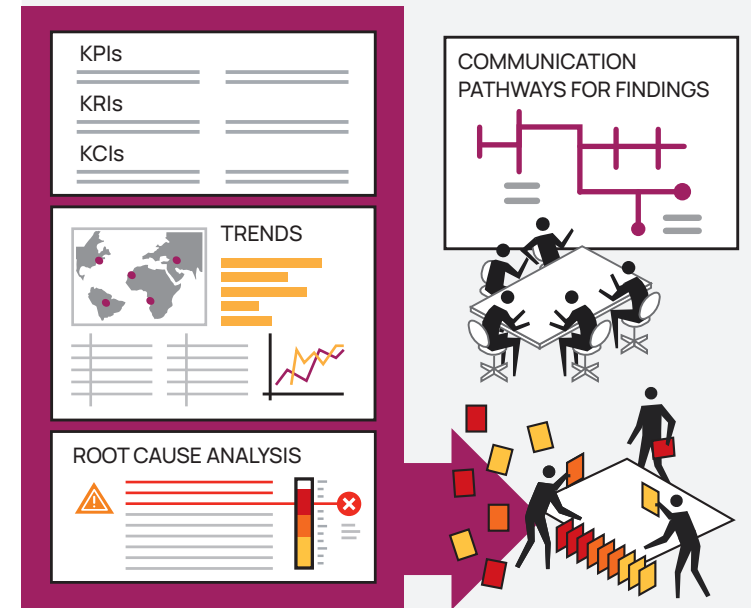 KPIs
KRIs
KCIs
TRENDS
ROOT CAUSE ANALYSIS
COMMUNICATION
PATHWAYS FOR FINDINGS